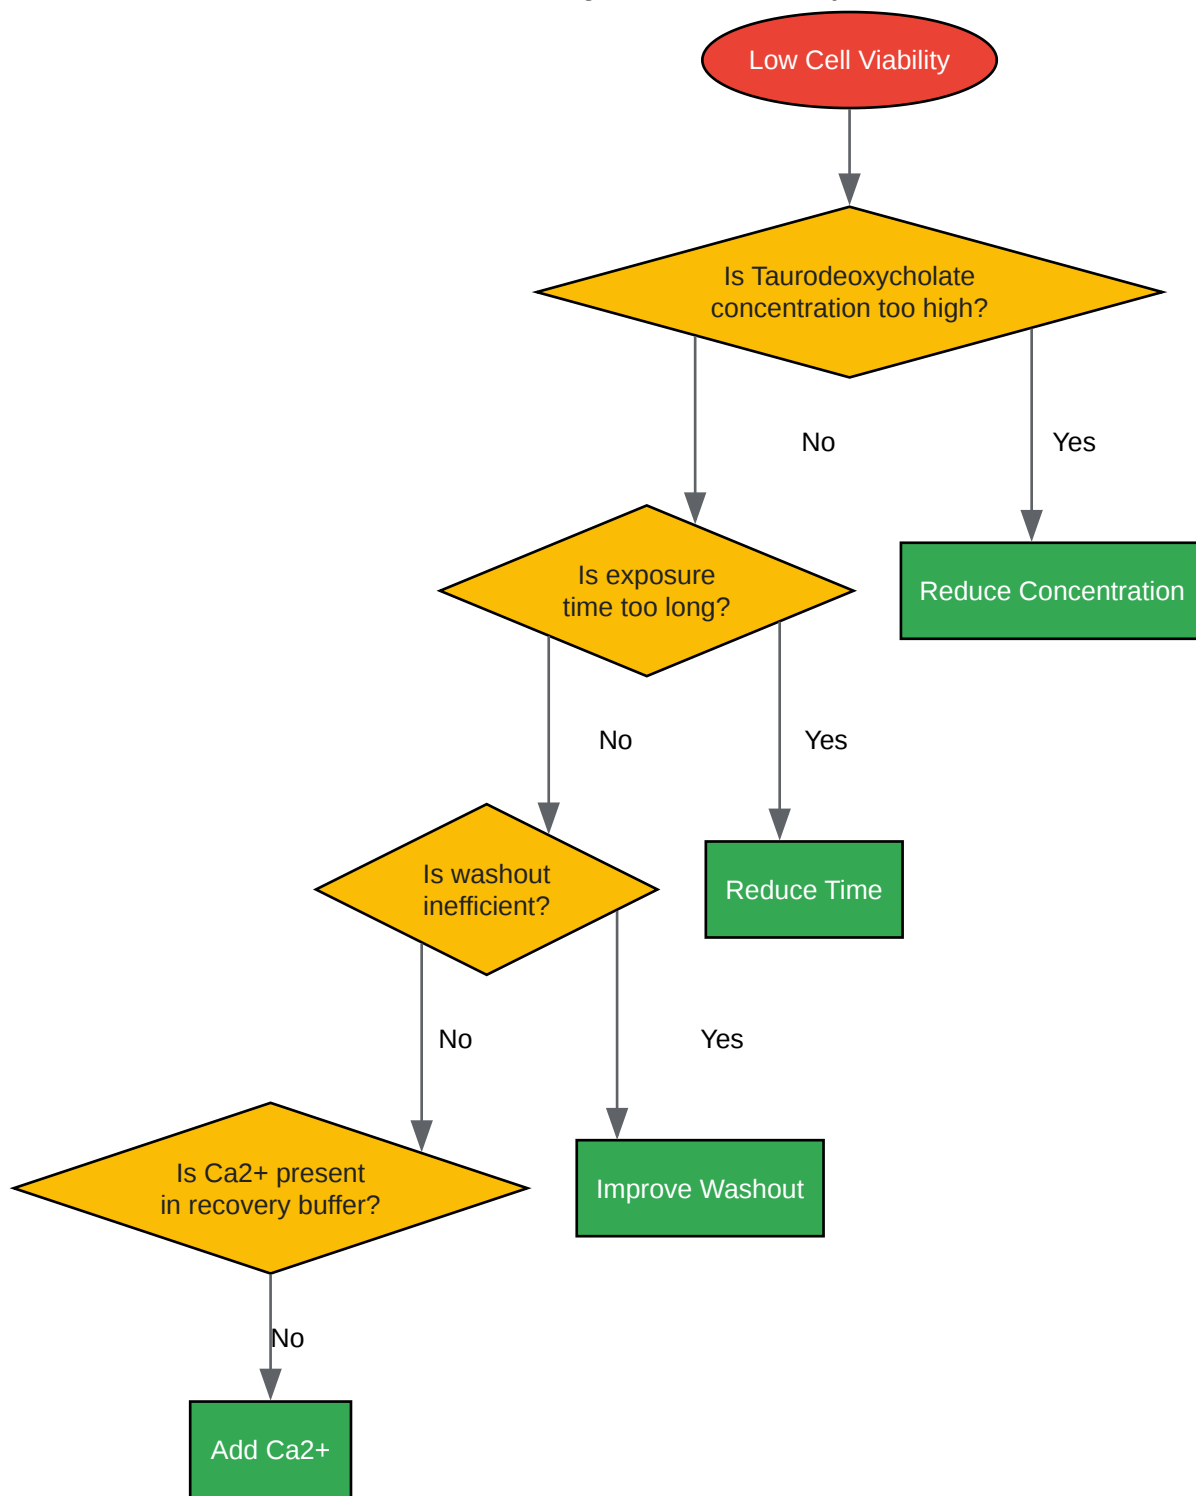 Low Cell Viability
Is Taurodeoxycholate
concentration too high?
No
Yes
Is exposure
time too long?
Reduce Concentration
No
Yes
Is washout
inefficient?
Reduce Time
No
Yes
Is Ca2+ present
in recovery buffer?
Improve Washout
No
Add Ca2+